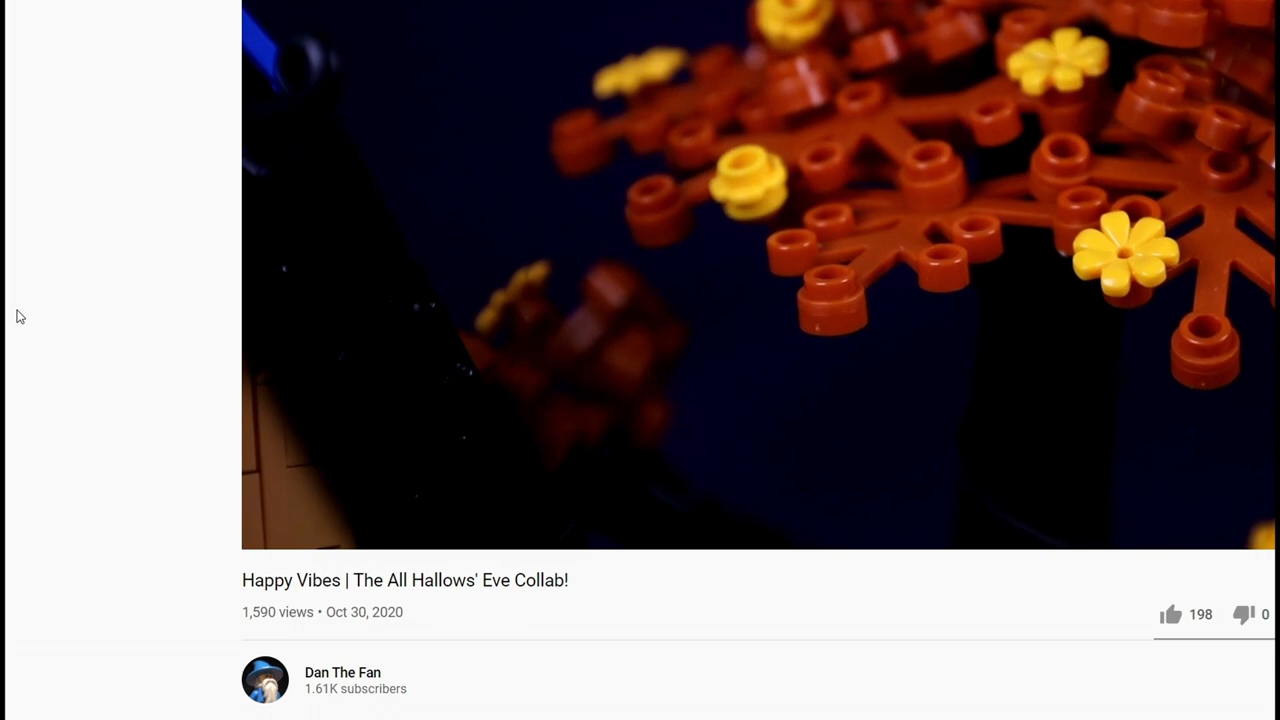 Happy Vibes | The All Hallows' Eve Collab!
1,590 views • Oct 30, 2020
198
0
Dan The Fan
1.61K subscribers